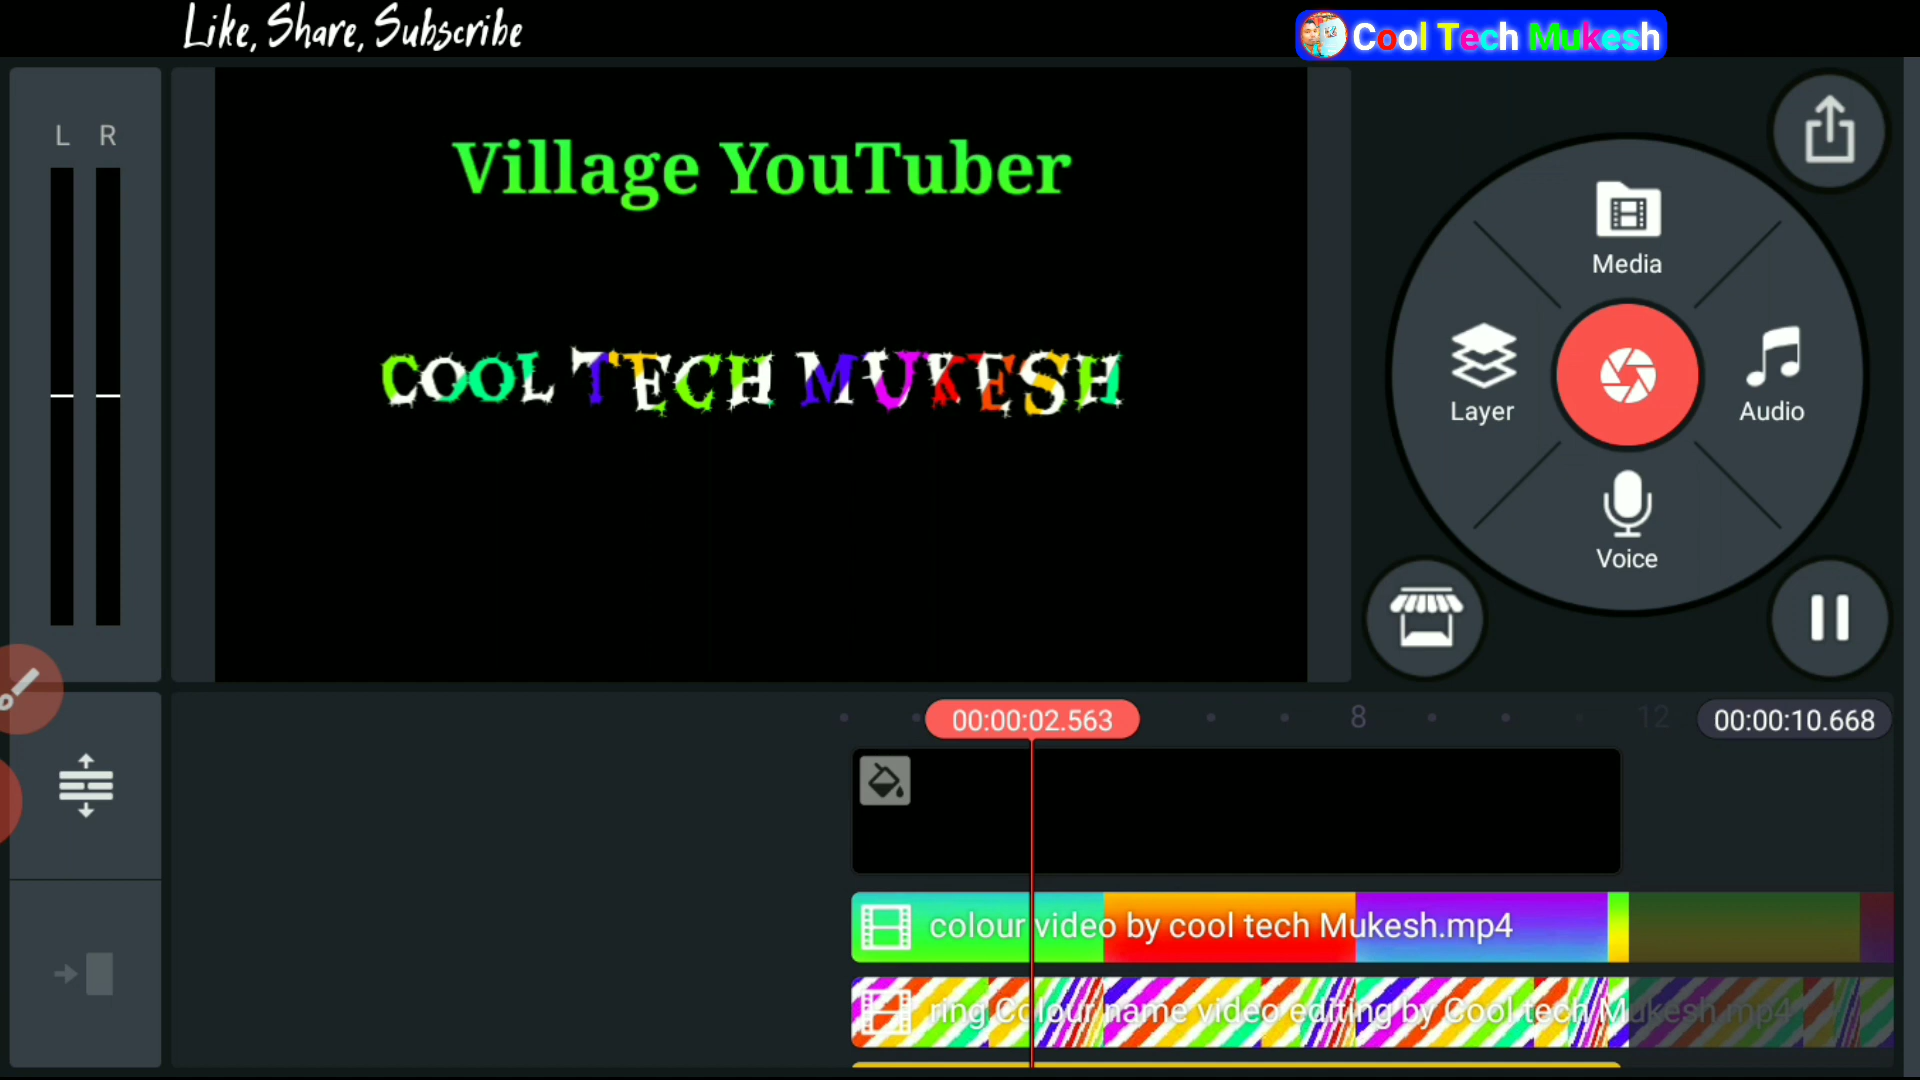 Like, Share, Subscribe
Cool Tech Mukesh
L R
Village YouTuber
COOL TECH MUKESH
Media
Layer
Audio
Voice
00:00:02.563
8
12
00:00:10.668
colour video by cool tech Mukesh.mp4
ring Colour name video editing by Cool tech Mukesh.mp4